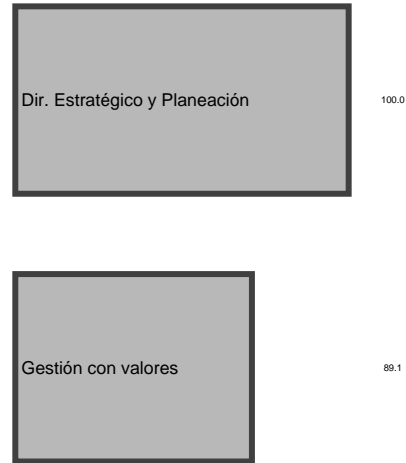 Dir. Estratégico y Planeación 100.0
Gestión con valores 89.1